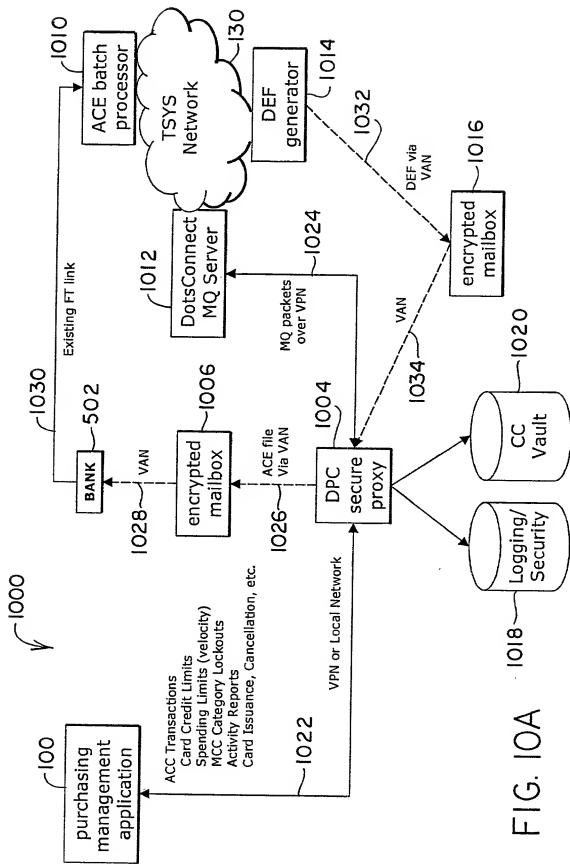 1000
100
purchasing
management
application
ACC Transactions
Card Credit Limits
Spending Limits (velocity)
MCC Category Lockouts
Activity Reports
Card Issuance, Cancellation, etc.
1022
VPN or Local Network
1030
Existing FT link
502
BANK
1028
VAN
1006
encrypted
mailbox
1026
ACE file
Via VAN
1004
DPC
secure
proxy
1018
Logging/
Security
1020
CC
Vault
1010
ACE batch
processor
130
TSYS
Network
1012
DotsConnect
MQ Server
1024
MQ packets
over VPN
1014
DEF
generator
1032
DEF via
VAN
1016
encrypted
mailbox
VAN
1034
FIG. 10A